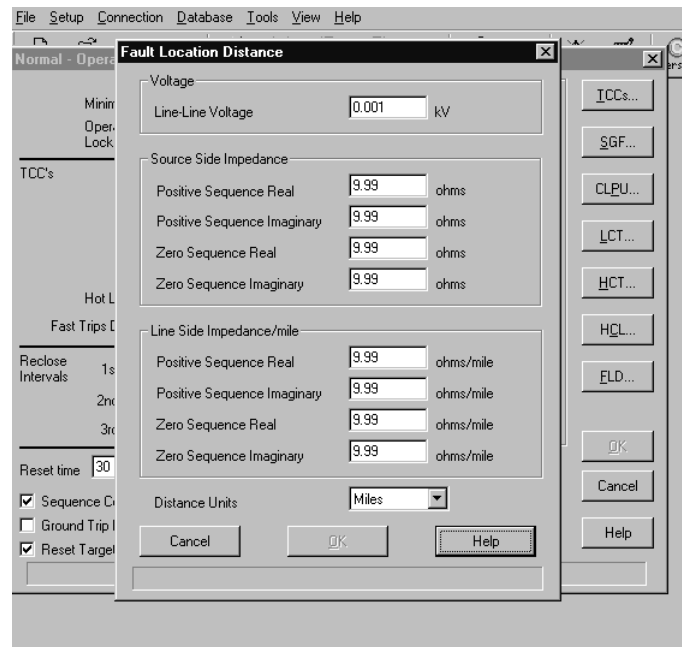 File Setup Connection Database Tools View Help
Normal - Opera
Fault Location Distance
Voltage
Line-Line Voltage 0.001 kV
Source Side Impedance
Positive Sequence Real 9.99 ohms
Positive Sequence Imaginary 9.99 ohms
Zero Sequence Real 9.99 ohms
Zero Sequence Imaginary 9.99 ohms
Line Side Impedance/mile
Positive Sequence Real 9.99 ohms/mile
Positive Sequence Imaginary 9.99 ohms/mile
Zero Sequence Real 9.99 ohms/mile
Zero Sequence Imaginary 9.99 ohms/mile
Distance Units Miles
Cancel OK Help
Minim
Opera
Lock
TCC's
Hot L
Fast Trips D
Reclose
Intervals
1s
2nd
3rd
Reset time 30
Sequence Co
Ground Trip
Reset Target
TCCs...
SGF...
CLPU...
LCT...
HCT...
HCL...
FLD...
OK
Cancel
Help